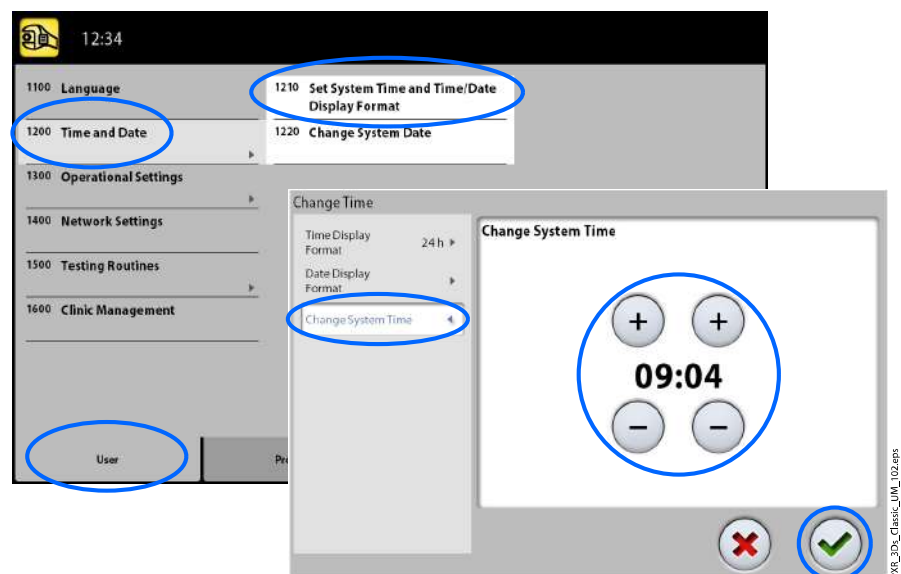 12:34
1100 Language
1200 Time and Date
1300 Operational Settings
1400 Network Settings
1500 Testing Routines
1600 Clinic Management
1210 Set System Time and Time/Date
Display Format
1220 Change System Date
User
Change Time
Time Display
Format
24 h
Date Display
Format
Change System Time
Change System Time
09:04
XR_3Ds_Classic_UM_102.eps